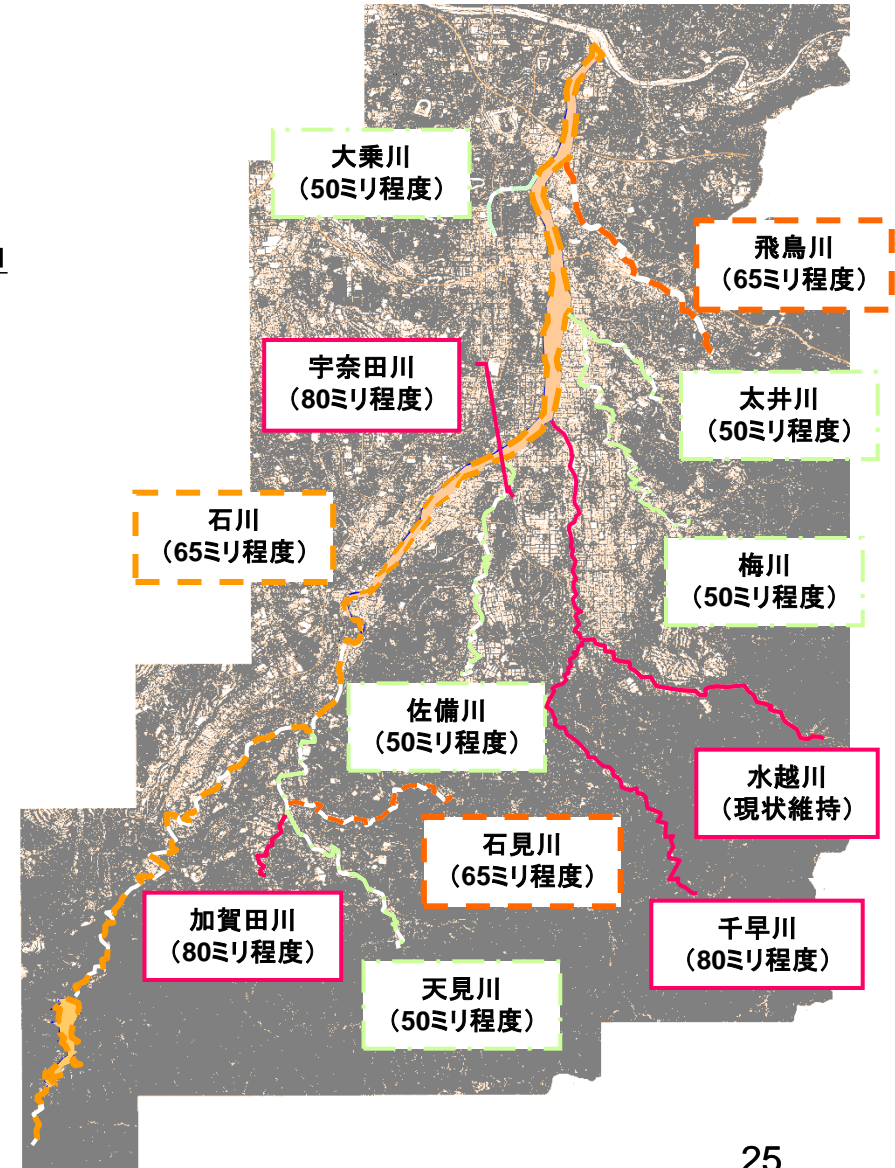 大乗川
（50ミリ程度）
飛鳥川
（65ミリ程度）
宇奈田川
（80ミリ程度）
太井川
（50ミリ程度）
石川
（65ミリ程度）
梅川
（50ミリ程度）
佐備川
（50ミリ程度）
水越川
（現状維持）
石見川
（65ミリ程度）
加賀田川
（80ミリ程度）
千早川
（80ミリ程度）
天見川
（50ミリ程度）
25